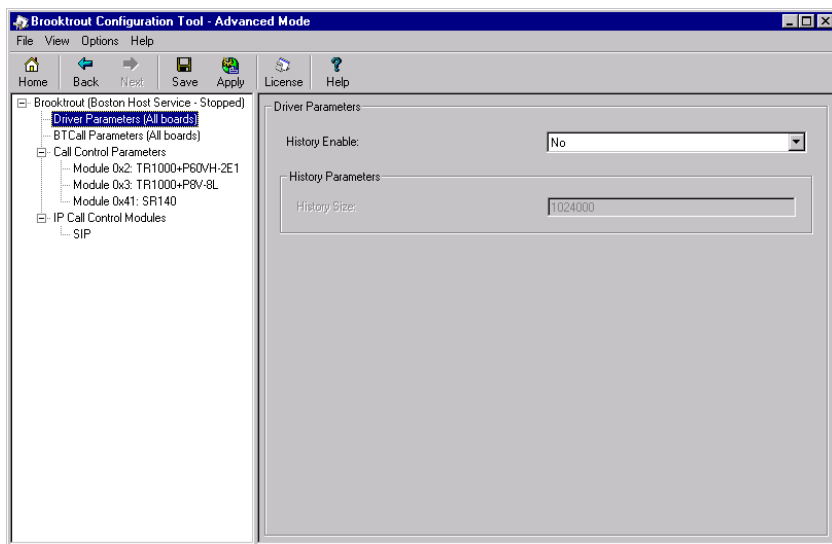 Brooktrout Configuration Tool - Advanced Mode
File View Options Help
Home Back Next Save Apply License Help
Brooktrout (Boston Host Service - Stopped)
Driver Parameters (All boards)
BTCall Parameters (All boards)
Call Control Parameters
Module 0x2: TR1000+P60VH-2E1
Module 0x3: TR1000+P8V-8L
Module 0x41: SR140
IP Call Control Modules
SIP
Driver Parameters
History Enable: No
History Parameters
History Size: 1024000